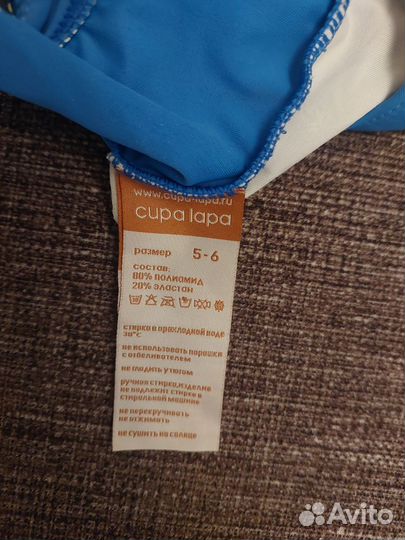 www.cupa-lapa.ru
cupa lapa
размер 5-6
состав:
80% полиамид
20% эластан
стирка в прохладной воде
30°С
не использовать порошки
с отбеливателем
не гладить утюгом
ручная стирка,изделие
не подлежит стирке в
стиральной машине
не перекручивать
не отжимать
не сушить на солнце
Avito